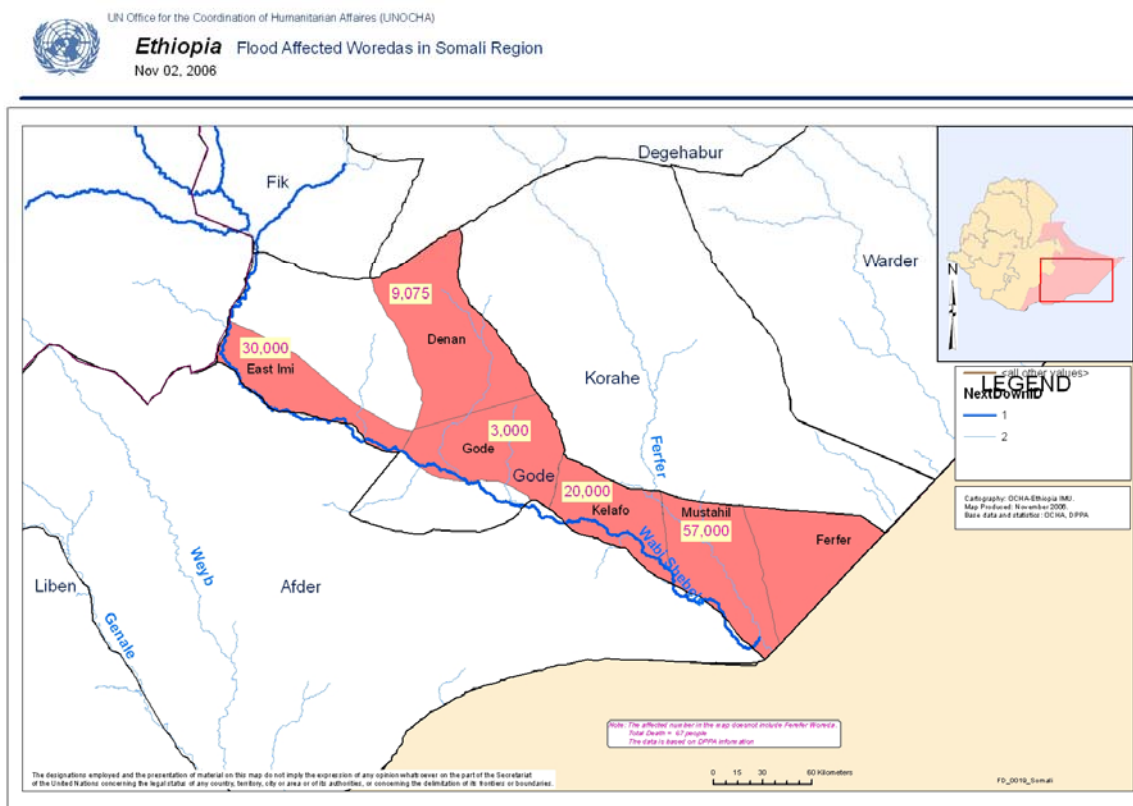 UN Office for the Coordination of Humanitarian Affaires (UNOCHA)
Ethiopia Flood Affected Woredas in Somali Region
Nov 02, 2006
Degehabur
Fik
Warder
N
9,075
Denan
30,000
East Imi
Korahe
<all other values>
LEGEND
NextDownID
1
2
3,000
Gode
Gode
Ferfer
20,000
Kelafo
Mustahil
57,000
Ferfer
Wabi Shebele
Cartography: OCHA-Ethiopia IMU.
Map Produced: November 2006.
Base data and statistics: OCHA, DPPA
Weyb
Liben
Afder
Genale
Note: The affected number in the map doesnot include Fereffer Woreda.
Total Death = 67 people.
The data is based on DPPA information
The designations employed and the presentation of material on this map do not imply the expression of any opinion whatsoever on the part of the Secretariat
of the United Nations concerning the legal status of any country, territory, city or area or of its authorities, or concerning the delimitation of its frontiers or boundaries.
0 15 30 60 Kilometers
FD_0019_Somali